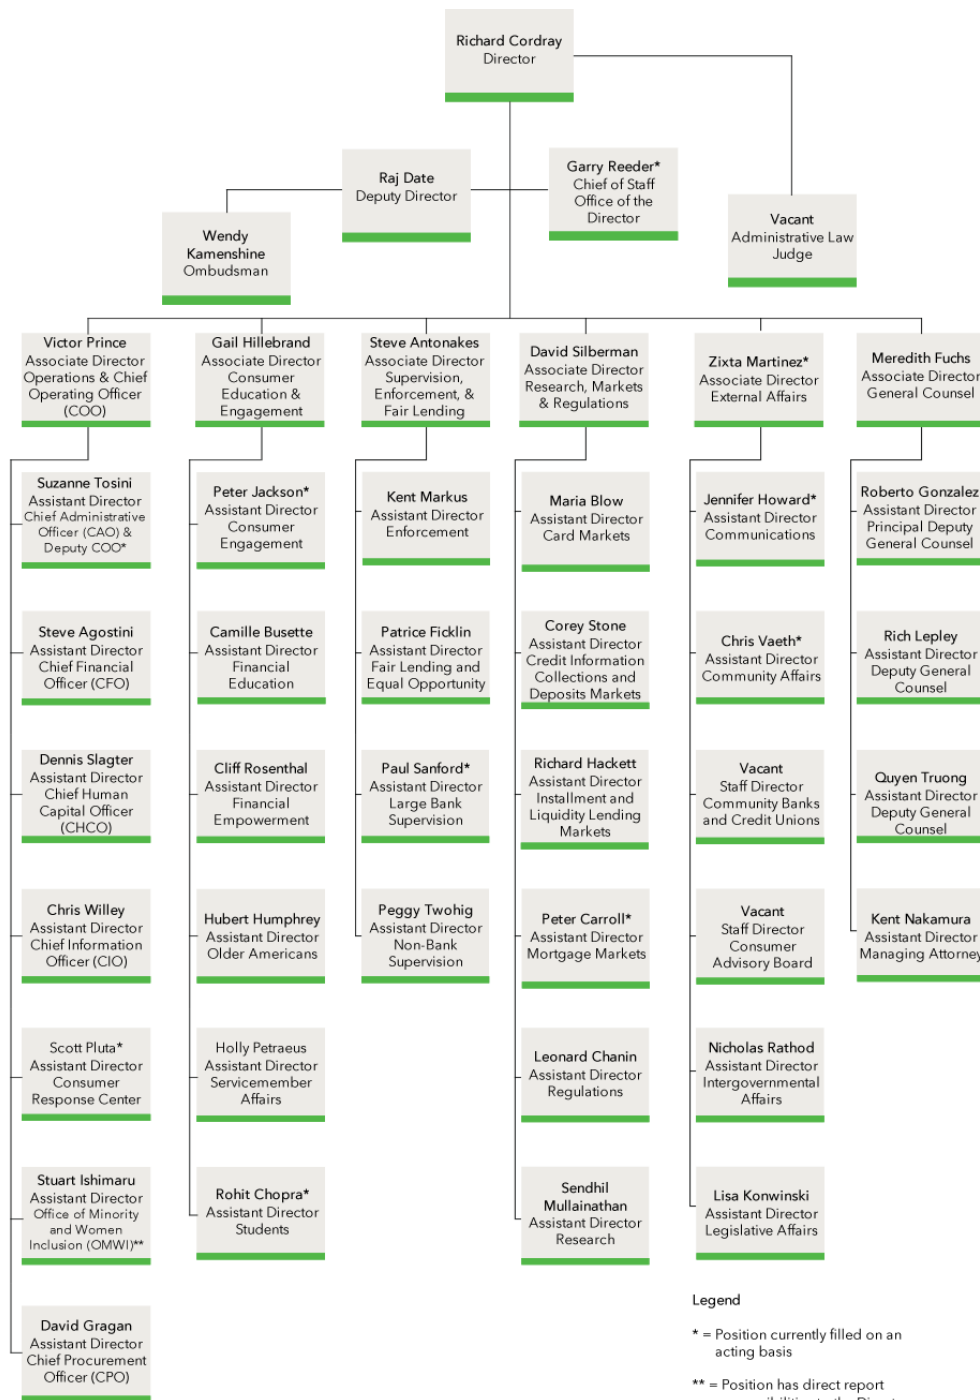 Richard Cordray
Director
Raj Date
Deputy Director
Garry Reeder*
Chief of Staff
Office of the
Director
Wendy
Kamenshine
Ombudsman
Vacant
Administrative Law
Judge
Victor Prince
Associate Director
Operations & Chief
Operating Officer
(COO)
Gail Hillebrand
Associate Director
Consumer
Education &
Engagement
Steve Antonakes
Associate Director
Supervision,
Enforcement, &
Fair Lending
David Silberman
Associate Director
Research, Markets
& Regulations
Zixta Martinez*
Associate Director
External Affairs
Meredith Fuchs
Associate Director
General Counsel
Suzanne Tosini
Assistant Director
Chief Administrative
Officer (CAO) &
Deputy COO*
Steve Agostini
Assistant Director
Chief Financial
Officer (CFO)
Dennis Slagter
Assistant Director
Chief Human
Capital Officer
(CHCO)
Chris Willey
Assistant Director
Chief Information
Officer (CIO)
Scott Pluta*
Assistant Director
Consumer
Response Center
Stuart Ishimaru
Assistant Director
Office of Minority
and Women
Inclusion (OMWI)**
David Gragan
Assistant Director
Chief Procurement
Officer (CPO)
Peter Jackson*
Assistant Director
Consumer
Engagement
Camille Busette
Assistant Director
Financial
Education
Cliff Rosenthal
Assistant Director
Financial
Empowerment
Hubert Humphrey
Assistant Director
Older Americans
Holly Petraeus
Assistant Director
Servicemember
Affairs
Rohit Chopra*
Assistant Director
Students
Kent Markus
Assistant Director
Enforcement
Patrice Ficklin
Assistant Director
Fair Lending and
Equal Opportunity
Paul Sanford*
Assistant Director
Large Bank
Supervision
Peggy Twohig
Assistant Director
Non-Bank
Supervision
Maria Blow
Assistant Director
Card Markets
Corey Stone
Assistant Director
Credit Information
Collections and
Deposits Markets
Richard Hackett
Assistant Director
Installment and
Liquidity Lending
Markets
Peter Carroll*
Assistant Director
Mortgage Markets
Leonard Chanin
Assistant Director
Regulations
Sendhil
Mullainathan
Assistant Director
Research
Jennifer Howard*
Assistant Director
Communications
Chris Vaeth*
Assistant Director
Community Affairs
Vacant
Staff Director
Community Banks
and Credit Unions
Vacant
Staff Director
Consumer
Advisory Board
Nicholas Rathod
Assistant Director
Intergovernmental
Affairs
Lisa Konwinski
Assistant Director
Legislative Affairs
Roberto Gonzalez
Assistant Director
Principal Deputy
General Counsel
Rich Lepley
Assistant Director
Deputy General
Counsel
Quyen Truong
Assistant Director
Deputy General
Counsel
Kent Nakamura
Assistant Director
Managing Attorney
Legend
* = Position currently filled on an
acting basis
** = Position has direct report